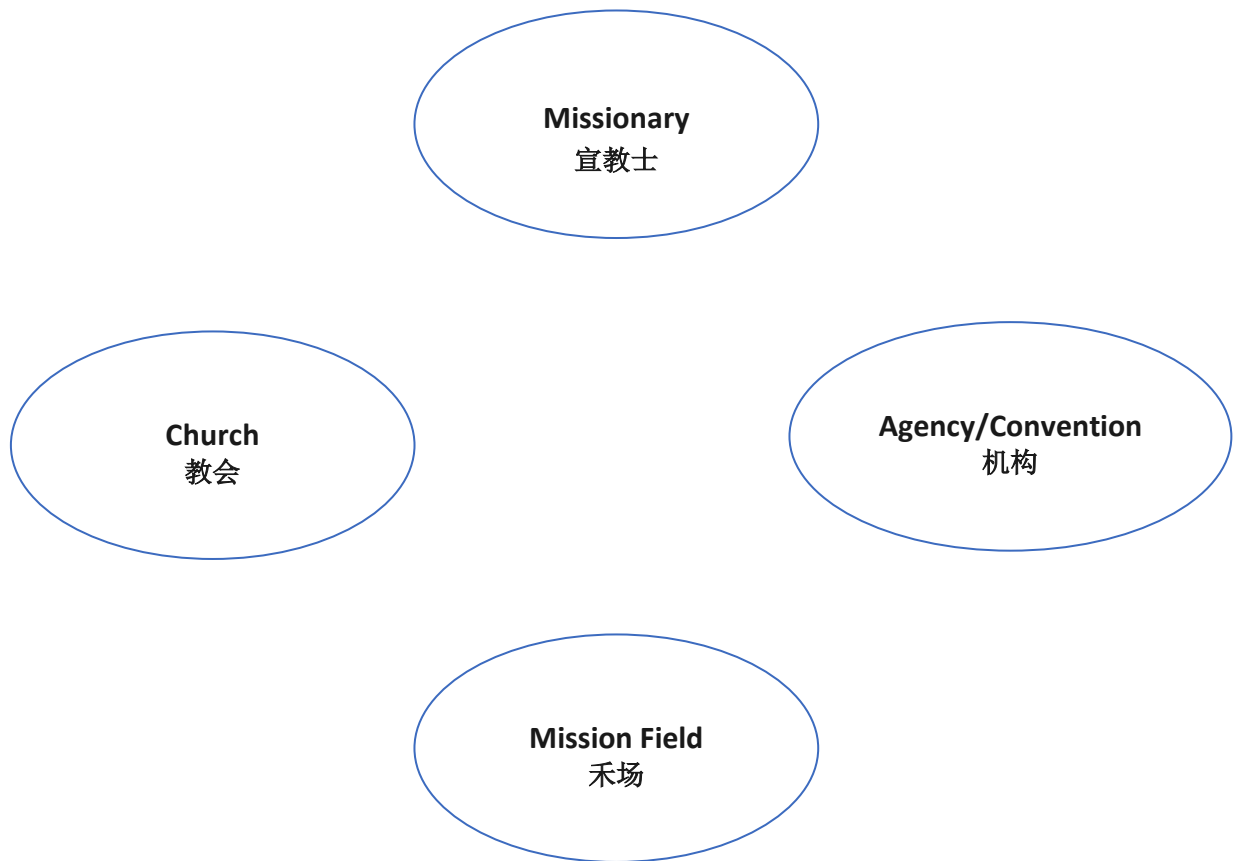 Missionary
宣教士
Church
教会
Agency/Convention
机构
Mission Field
禾场